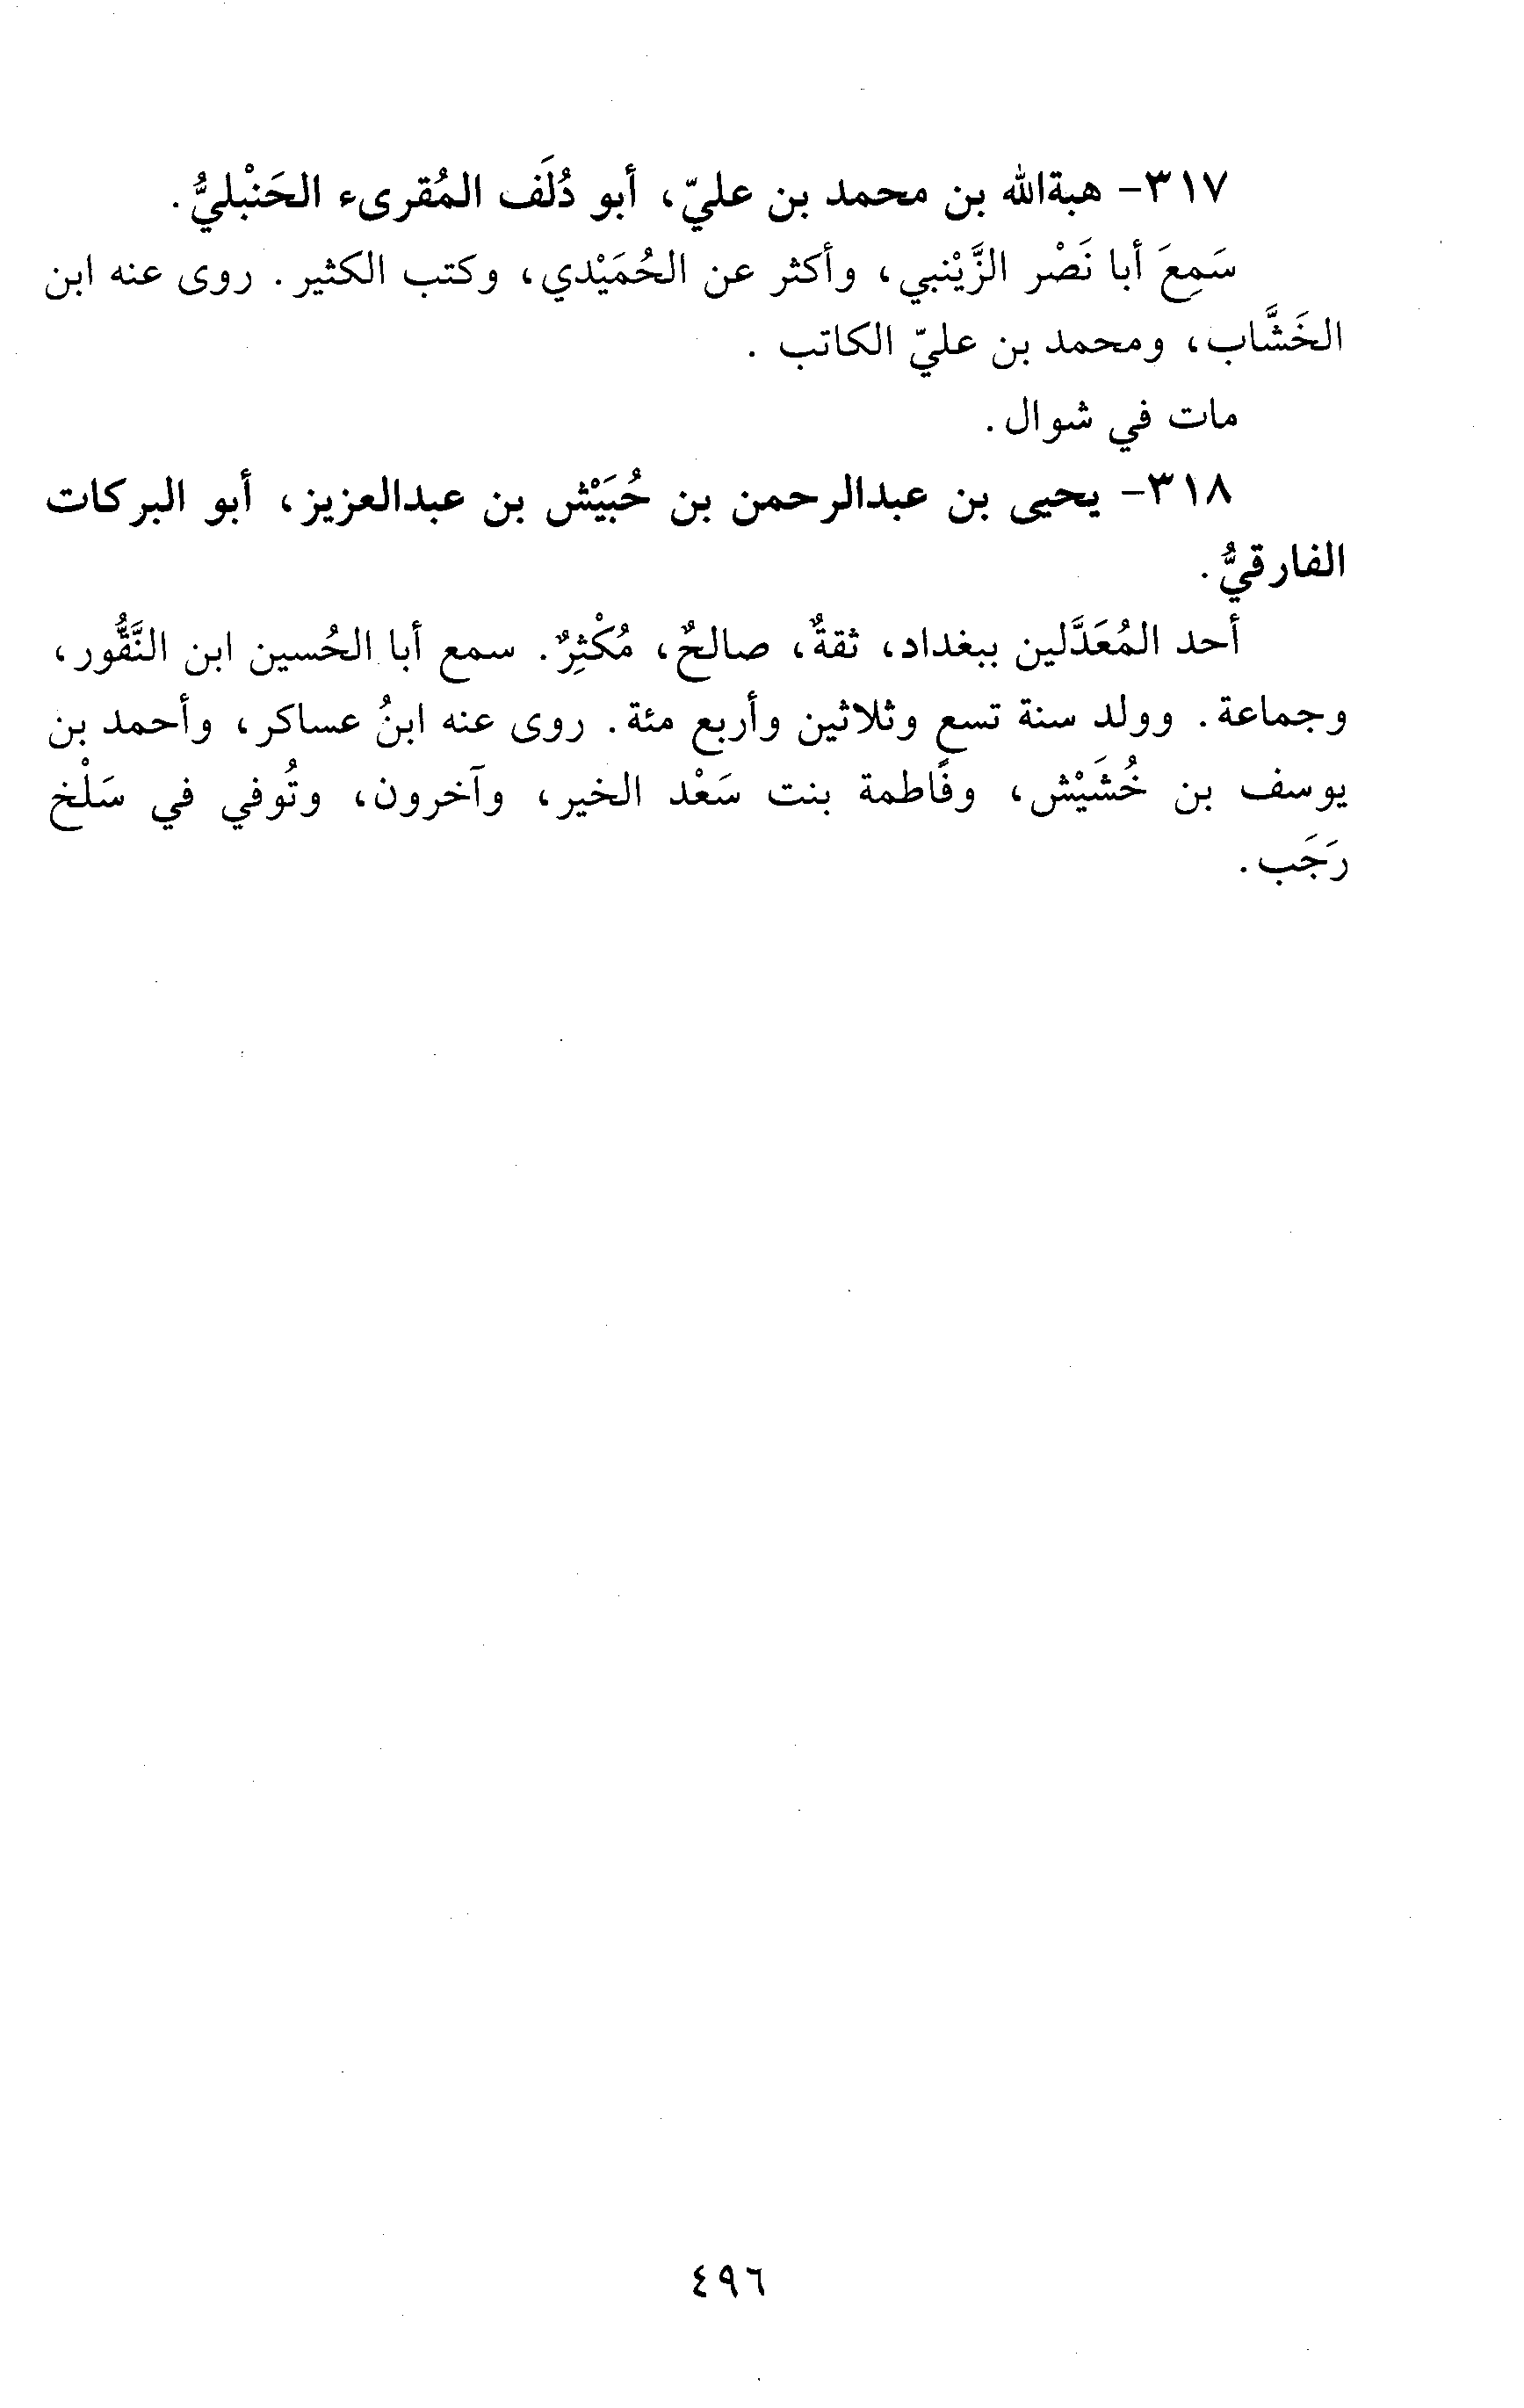 ٣١٧- هبةالله بن محمد بن عليّ، أبو دُلَف المُقرىء الحَنْبليُّ.
سَمِعَ أبا نَصْر الزَّيْنبي، وأكثر عن الحُمَيْدي، وكتب الكثير. روى عنه ابن
الخَشَّاب، ومحمد بن عليّ الكاتب.
مات في شوال.
٣١٨- يحيى بن عبدالرحمن بن حُبَيْش بن عبدالعزيز، أبو البركات
الفارقيُّ.
أحد المُعَدَّلين ببغداد، ثقةٌ، صالحٌ، مُكْثِرٌ. سمع أبا الحُسين ابن النَّقُّور،
وجماعة. وولد سنة تسع وثلاثين وأربع مئة. روى عنه ابنُ عساكر، وأحمد بن
يوسف بن خُشَيْش، وفاطمة بنت سَعْد الخير، وآخرون، وتُوفي في سَلْخ
رَجَب.
٤٩٦